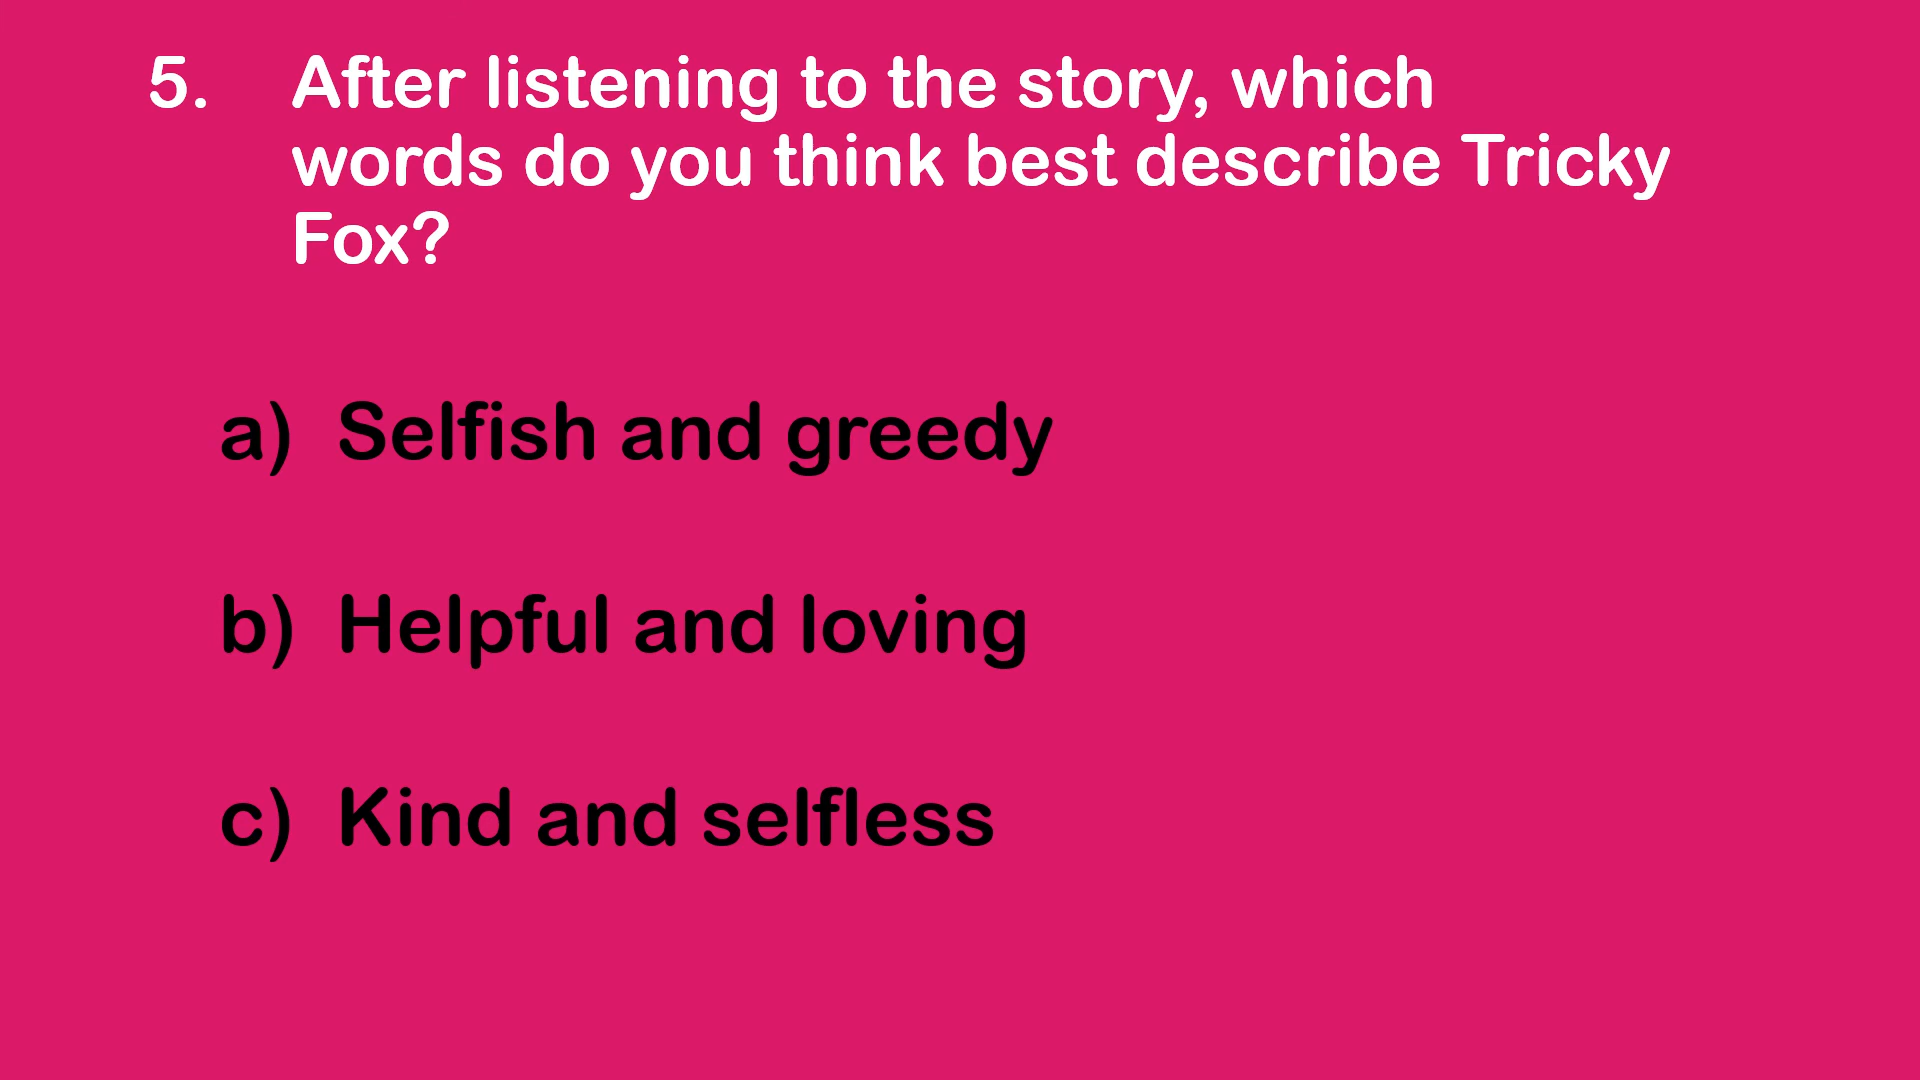 5. After listening to the story, which
words do you think best describe Tricky
Fox?
a) Selfish and greedy
b) Helpful and loving
c) Kind and selfless